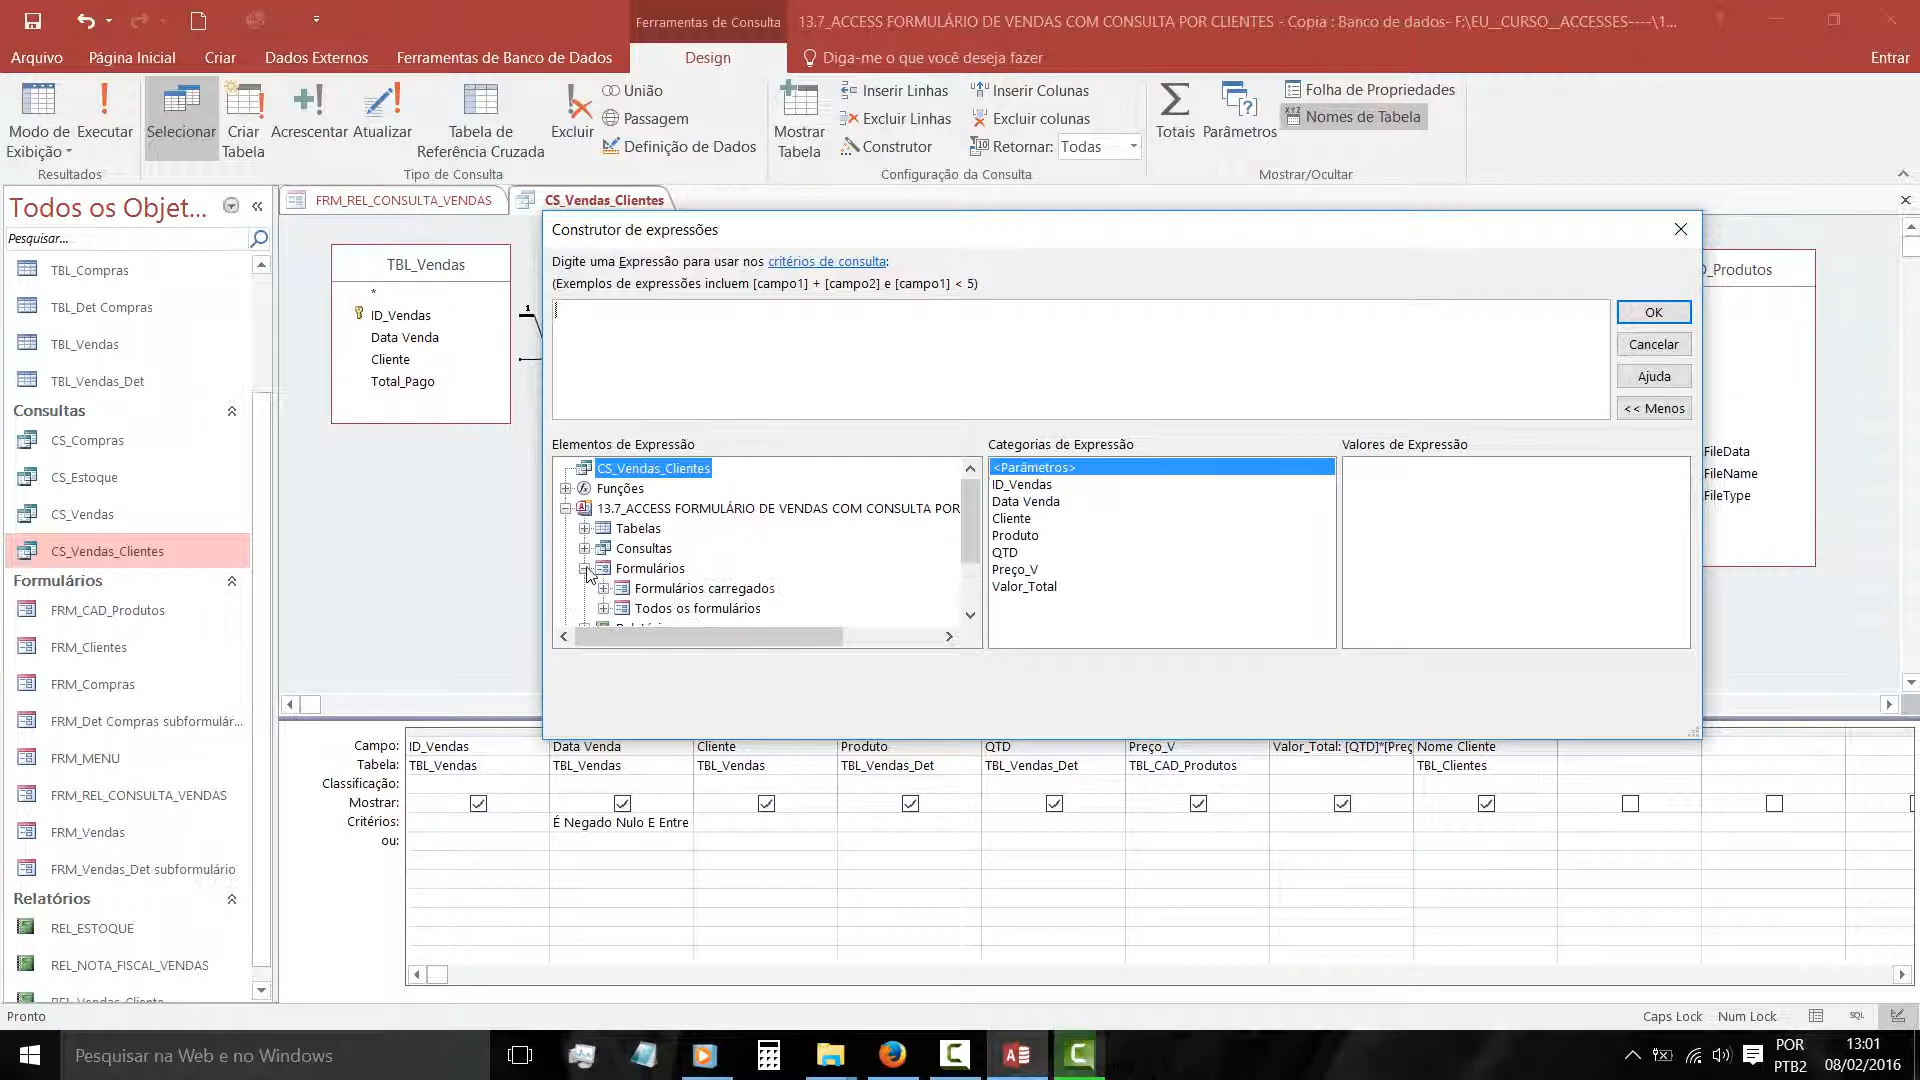 Ferramentas de Consulta
13.7_ACCESS FORMULÁRIO DE VENDAS COM CONSULTA POR CLIENTES - Copia : Banco de dados- F:\EU__CURSO__ACCESSES----\1...
Arquivo
Página Inicial
Criar
Dados Externos
Ferramentas de Banco de Dados
Design
Diga-me o que você deseja fazer
Entrar
Modo de Exibição
Executar
Selecionar
Criar Tabela
Acrescentar
Atualizar
Tabela de Referência Cruzada
Excluir
União
Passagem
Definição de Dados
Mostrar Tabela
Inserir Linhas
Excluir Linhas
Construtor
Inserir Colunas
Excluir colunas
Retornar: Todas
Totais
Parâmetros
Folha de Propriedades
Nomes de Tabela
Resultados
Tipo de Consulta
Configuração da Consulta
Mostrar/Ocultar
Todos os Objet...
Pesquisar...
TBL_Compras
TBL_Det Compras
TBL_Vendas
TBL_Vendas_Det
Consultas
CS_Compras
CS_Estoque
CS_Vendas
CS_Vendas_Clientes
Formulários
FRM_CAD_Produtos
FRM_Clientes
FRM_Compras
FRM_Det Compras subformulár...
FRM_MENU
FRM_REL_CONSULTA_VENDAS
FRM_Vendas
FRM_Vendas_Det subformulário
Relatórios
REL_ESTOQUE
REL_NOTA_FISCAL_VENDAS
FRM_REL_CONSULTA_VENDAS
CS_Vendas_Clientes
TBL_Vendas
*
ID_Vendas
Data Venda
Cliente
Total_Pago
1
D_Produtos
FileData
FileName
FileType
Construtor de expressões
Digite uma Expressão para usar nos critérios de consulta:
(Exemplos de expressões incluem [campo1] + [campo2] e [campo1] < 5)
OK
Cancelar
Ajuda
<< Menos
Elementos de Expressão
CS_Vendas_Clientes
Funções
13.7_ACCESS FORMULÁRIO DE VENDAS COM CONSULTA POR
Tabelas
Consultas
Formulários
Formulários carregados
Todos os formulários
Categorias de Expressão
<Parâmetros>
ID_Vendas
Data Venda
Cliente
Produto
QTD
Preço_V
Valor_Total
Valores de Expressão
Campo: ID_Vendas Data Venda Cliente Produto QTD Preço_V Valor_Total: [QTD]*[Preç Nome Cliente
Tabela: TBL_Vendas TBL_Vendas TBL_Vendas TBL_Vendas_Det TBL_Vendas_Det TBL_CAD_Produtos TBL_Clientes
Classificação:
Mostrar:
Critérios: É Negado Nulo E Entre
ou:
Pronto
Caps Lock
Num Lock
SQL
Pesquisar na Web e no Windows
POR
PTB2
13:01
08/02/2016